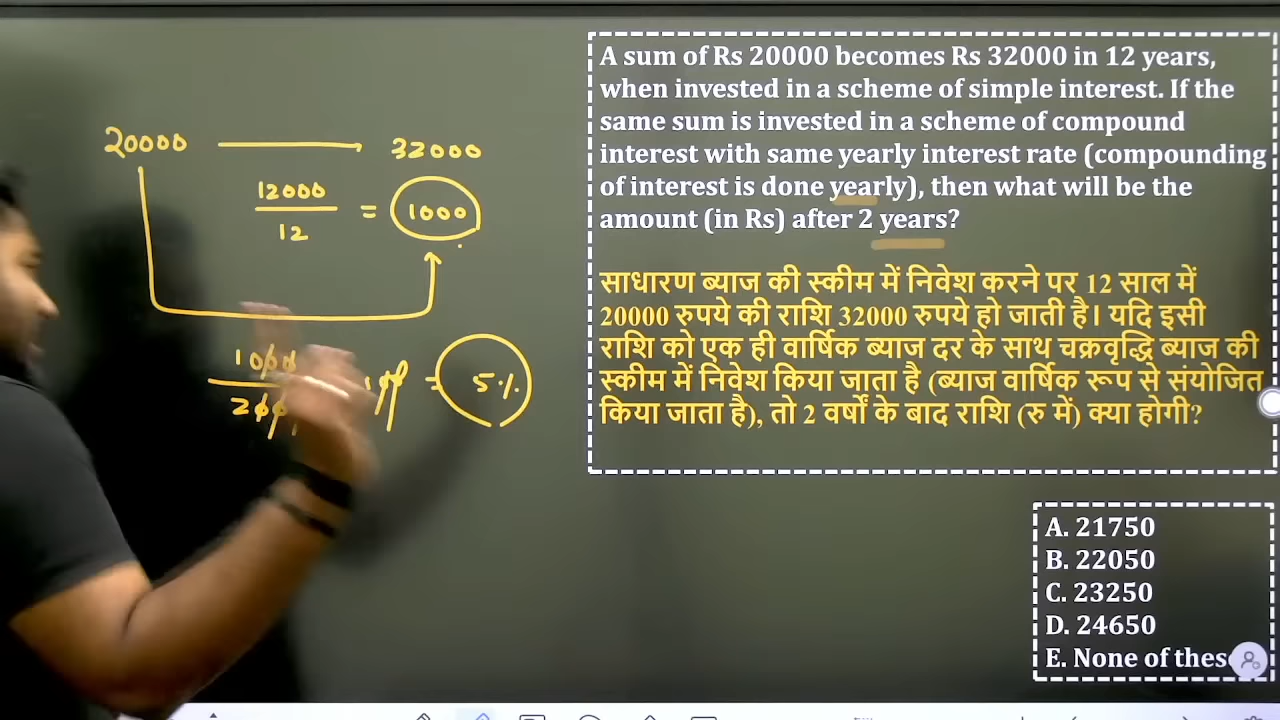 20000 32000
12000
12
= 1000
1000
= 5%
A sum of Rs 20000 becomes Rs 32000 in 12 years,
when invested in a scheme of simple interest. If the
same sum is invested in a scheme of compound
interest with same yearly interest rate (compounding
of interest is done yearly), then what will be the
amount (in Rs) after 2 years?
साधारण ब्याज की स्कीम में निवेश करने पर 12 साल में
20000 रुपये की राशि 32000 रुपये हो जाती है। यदि इसी
राशि को एक ही वार्षिक ब्याज दर के साथ चक्रवृद्धि ब्याज की
स्कीम में निवेश किया जाता है (ब्याज वार्षिक रूप से संयोजित
किया जाता है), तो 2 वर्षों के बाद राशि (रु में) क्या होगी?
A. 21750
B. 22050
C. 23250
D. 24650
E. None of thes